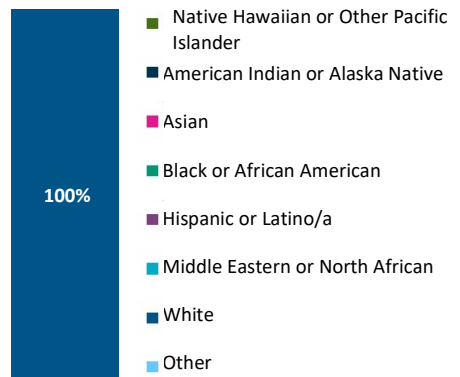 Native Hawaiian or Other Pacific
Islander
American Indian or Alaska Native
Asian
Black or African American
100%
Hispanic or Latino/a
Middle Eastern or North African
White
Other